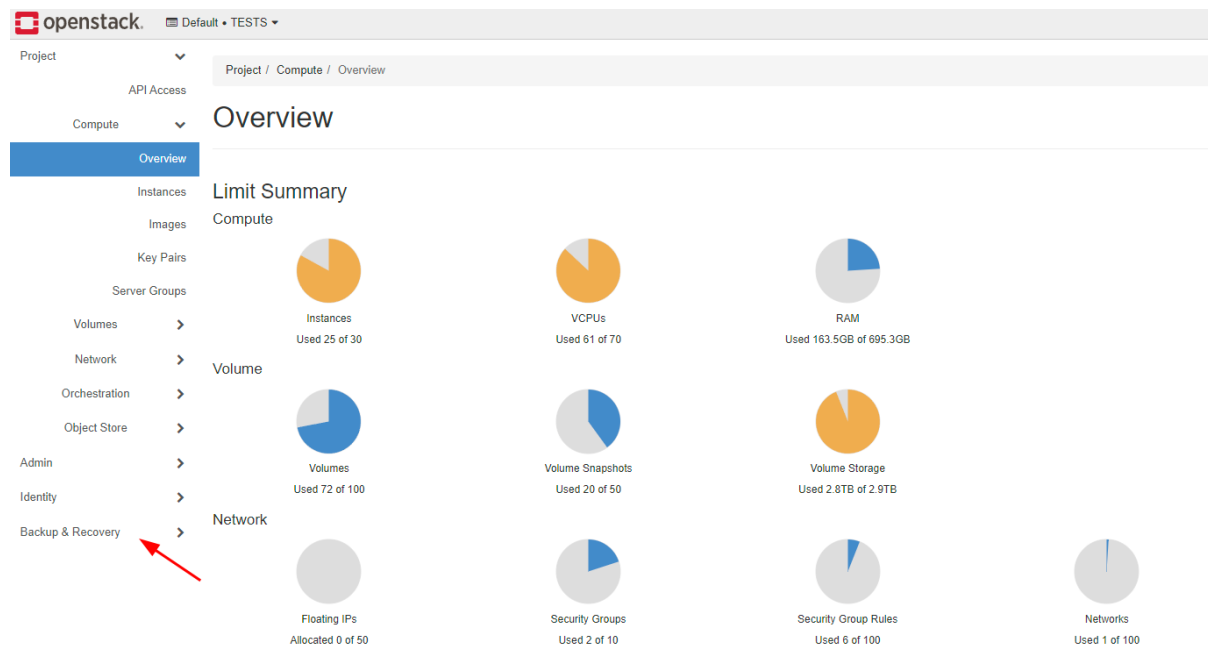 openstack. Default • TESTS
Project
API Access
Compute
Overview
Instances
Images
Key Pairs
Server Groups
Volumes
Network
Orchestration
Object Store
Admin
Identity
Backup & Recovery
Project / Compute / Overview
Overview
Limit Summary
Compute
Instances
Used 25 of 30
VCPUs
Used 61 of 70
RAM
Used 163.5GB of 695.3GB
Volume
Volumes
Used 72 of 100
Volume Snapshots
Used 20 of 50
Volume Storage
Used 2.8TB of 2.9TB
Network
Floating IPs
Allocated 0 of 50
Security Groups
Used 2 of 10
Security Group Rules
Used 6 of 100
Networks
Used 1 of 100